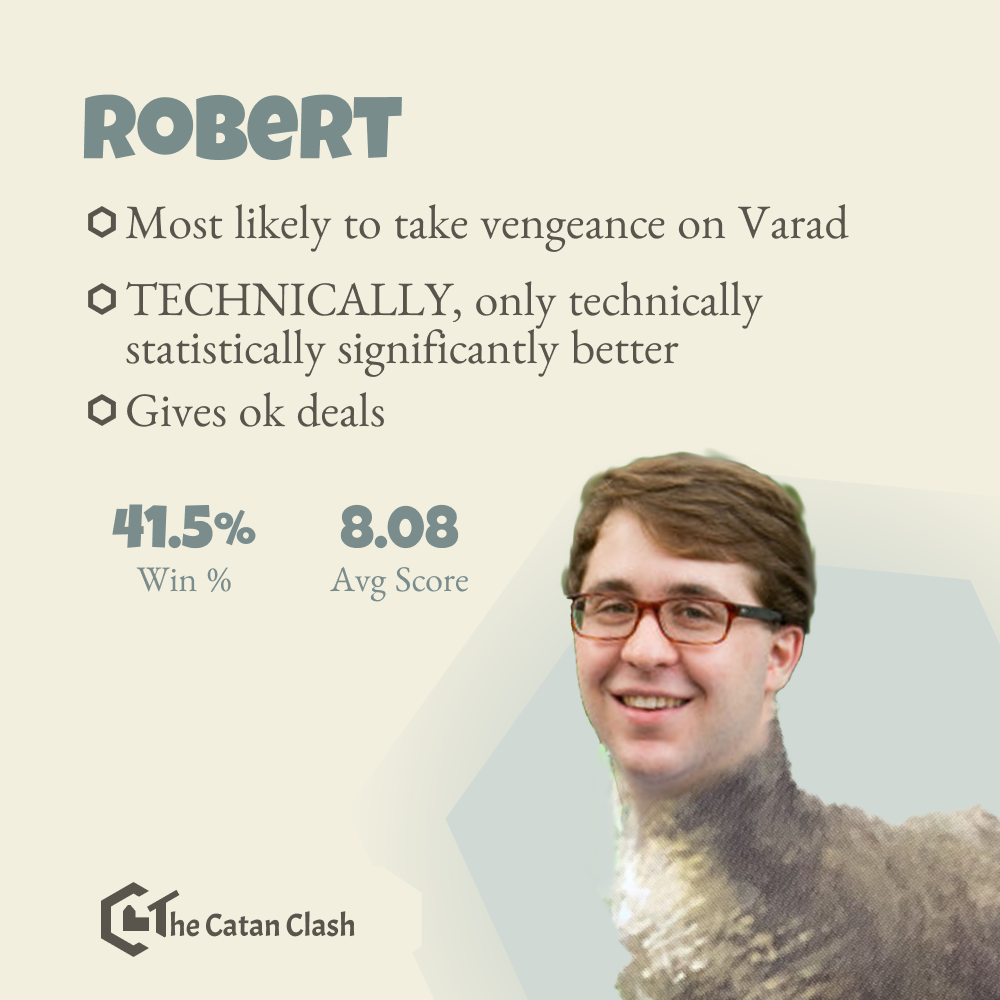 ROBERT
Most likely to take vengeance on Varad
TECHNICALLY, only technically
statistically significantly better
Gives ok deals
41.5% 8.08
Win % Avg Score
The Catan Clash